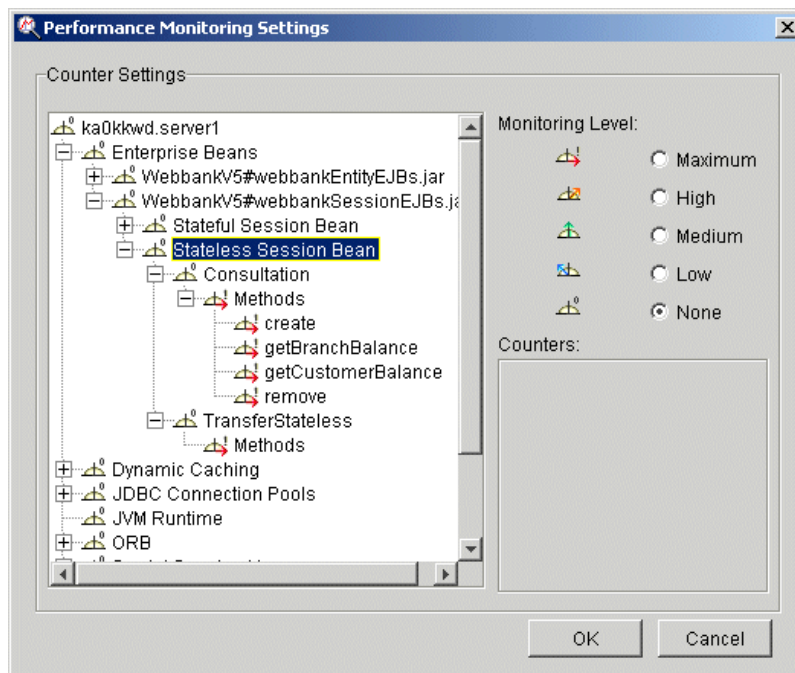 Performance Monitoring Settings
Counter Settings
ka0kkwd.server1
Enterprise Beans
WebbankV5#webbankEntityEJBs.jar
WebbankV5#webbankSessionEJBs.ja
Stateful Session Bean
Stateless Session Bean
Consultation
Methods
create
getBranchBalance
getCustomerBalance
remove
TransferStateless
Methods
Dynamic Caching
JDBC Connection Pools
JVM Runtime
ORB
Monitoring Level:
Maximum
High
Medium
Low
None
Counters:
OK
Cancel